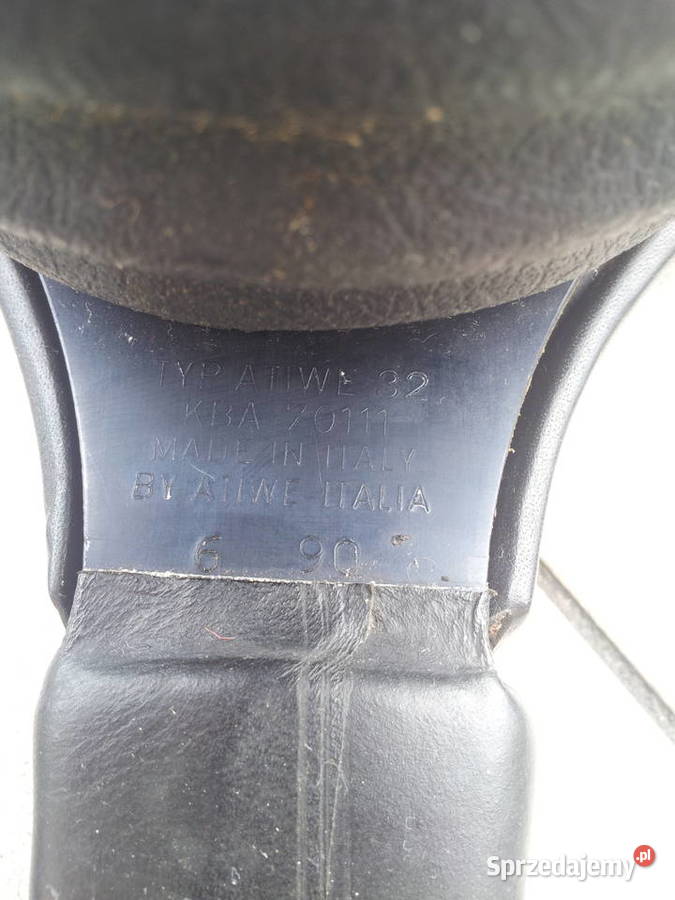 TYP ATIWE 32
KBA 70111
MADE IN ITALY
BY ATIWE ITALIA
6 90
Sprzedajemy.pl